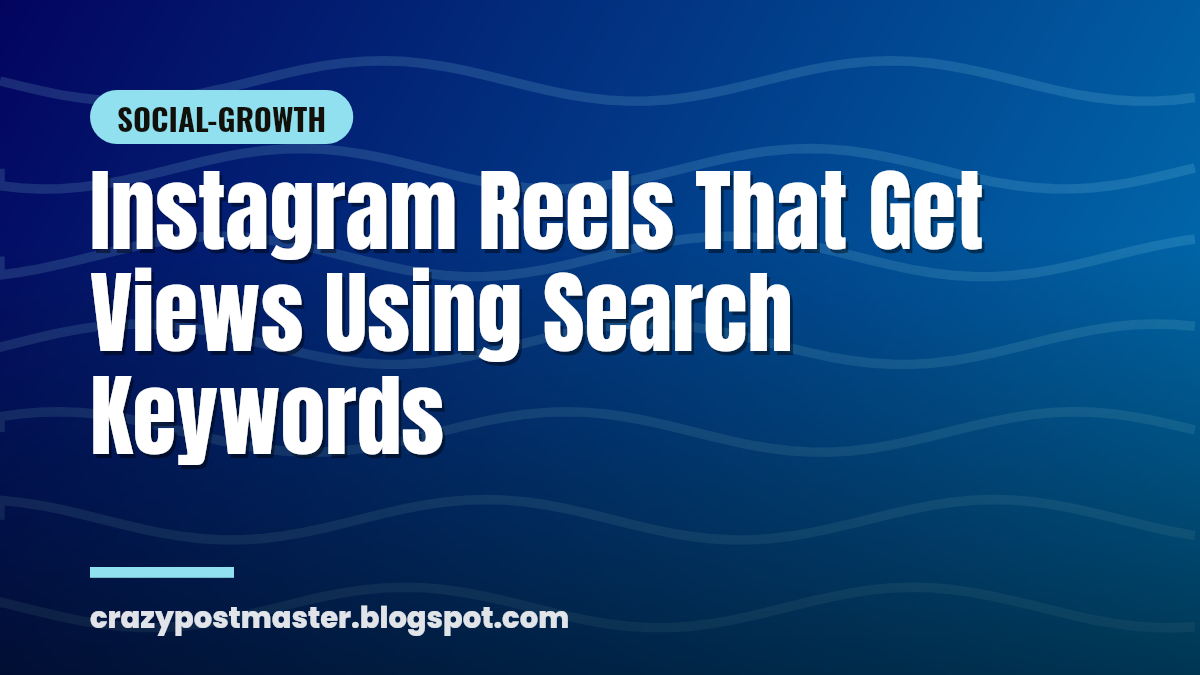 SOCIAL-GROWTH
Instagram Reels That Get
Views Using Search
Keywords
crazypostmaster.blogspot.com